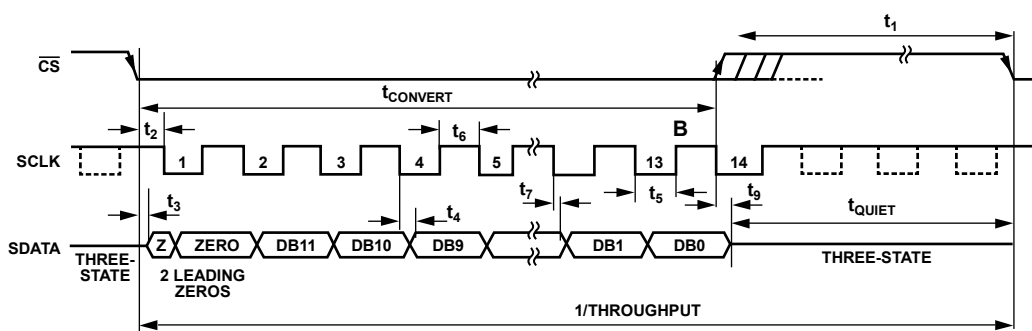 t1
CS
tCONVERT
t2
t6
B
SCLK
1
2
3
4
5
13
14
t3
t4
t7
t5
t9
tQUIET
SDATA
Z
ZERO
DB11
DB10
DB9
DB1
DB0
THREE-
STATE
2 LEADING
ZEROS
THREE-STATE
1/THROUGHPUT